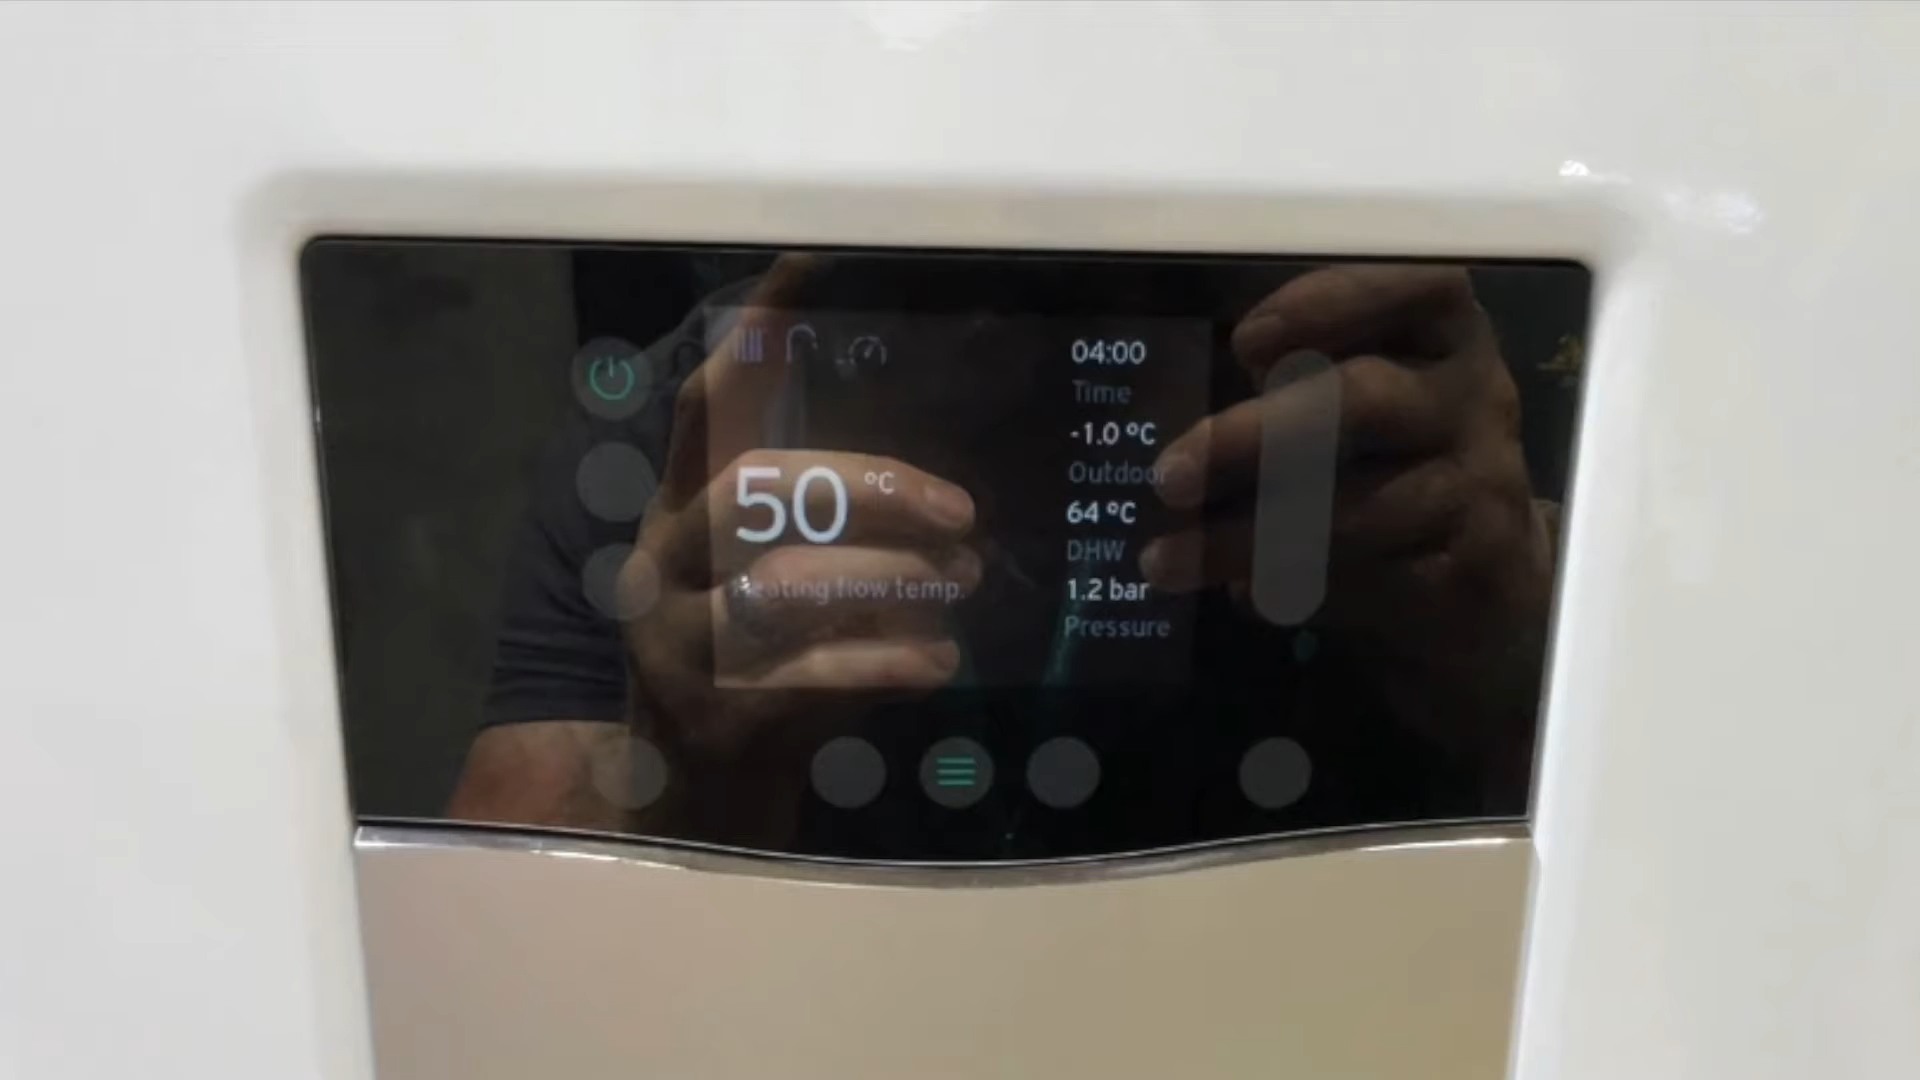 04:00
Time
-1.0 °C
Outdoor
64 °C
DHW
1.2 bar
Pressure
50 °C
Heating flow temp.